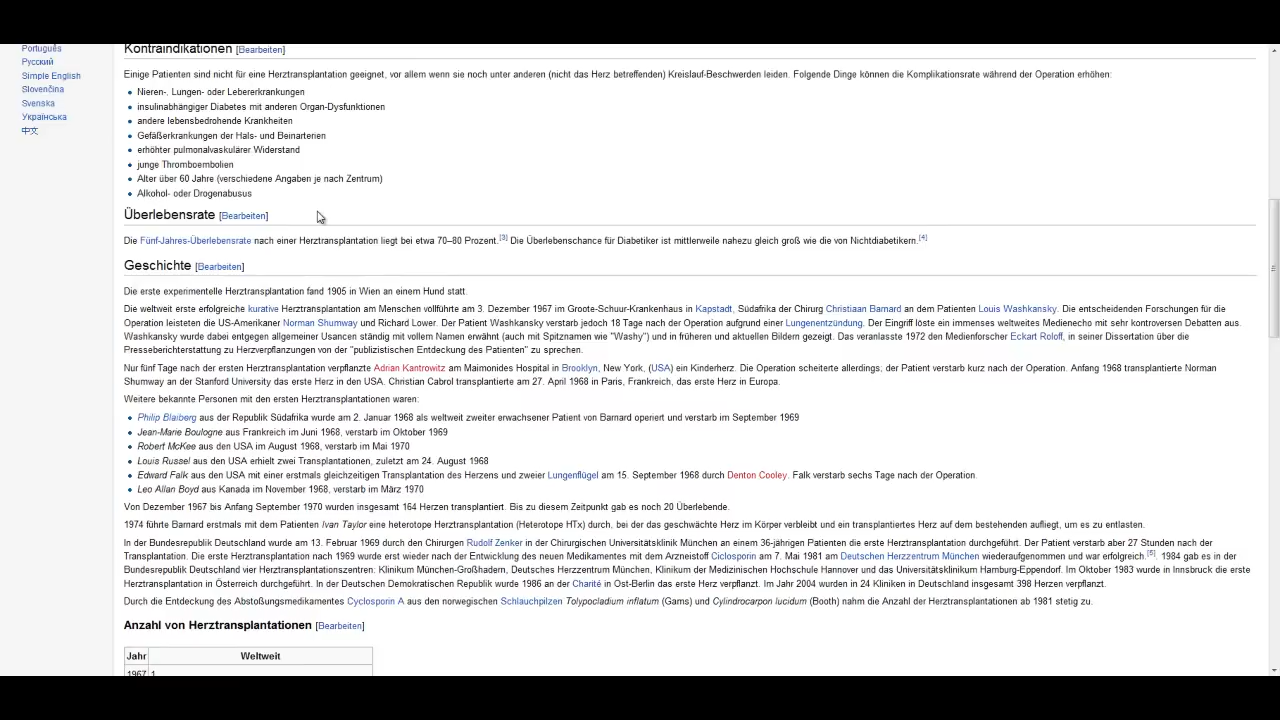 Português
Русский
Simple English
Slovenčina
Svenska
Українська
中文
Kontraindikationen [Bearbeiten]
Einige Patienten sind nicht für eine Herztransplantation geeignet, vor allem wenn sie noch unter anderen (nicht das Herz betreffenden) Kreislauf-Beschwerden leiden. Folgende Dinge können die Komplikationsrate während der Operation erhöhen:
Nieren-, Lungen- oder Lebererkrankungen
insulinabhängiger Diabetes mit anderen Organ-Dysfunktionen
andere lebensbedrohende Krankheiten
Gefäßerkrankungen der Hals- und Beinarterien
erhöhter pulmonalvaskulärer Widerstand
junge Thromboembolien
Alter über 60 Jahre (verschiedene Angaben je nach Zentrum)
Alkohol- oder Drogenabusus
Überlebensrate [Bearbeiten]
Die Fünf-Jahres-Überlebensrate nach einer Herztransplantation liegt bei etwa 70–80 Prozent.[3] Die Überlebenschance für Diabetiker ist mittlerweile nahezu gleich groß wie die von Nichtdiabetikern.[4]
Geschichte [Bearbeiten]
Die erste experimentelle Herztransplantation fand 1905 in Wien an einem Hund statt.
Die weltweit erste erfolgreiche kurative Herztransplantation am Menschen vollführte am 3. Dezember 1967 im Groote-Schuur-Krankenhaus in Kapstadt, Südafrika der Chirurg Christiaan Barnard an dem Patienten Louis Washkansky. Die entscheidenden Forschungen für die
Operation leisteten die US-Amerikaner Norman Shumway und Richard Lower. Der Patient Washkansky verstarb jedoch 18 Tage nach der Operation aufgrund einer Lungenentzündung. Der Eingriff löste ein immenses weltweites Medienecho mit sehr kontroversen Debatten aus.
Washkansky wurde dabei entgegen allgemeiner Usancen ständig mit vollem Namen erwähnt (auch mit Spitznamen wie "Washy") und in früheren und aktuellen Bildern gezeigt. Das veranlasste 1972 den Medienforscher Eckart Roloff, in seiner Dissertation über die
Presseberichterstattung zu Herzverpflanzungen von der "publizistischen Entdeckung des Patienten" zu sprechen.
Nur fünf Tage nach der ersten Herztransplantation verpflanzte Adrian Kantrowitz am Maimonides Hospital in Brooklyn, New York, (USA) ein Kinderherz. Die Operation scheiterte allerdings; der Patient verstarb kurz nach der Operation. Anfang 1968 transplantierte Norman
Shumway an der Stanford University das erste Herz in den USA. Christian Cabrol transplantierte am 27. April 1968 in Paris, Frankreich, das erste Herz in Europa.
Weitere bekannte Personen mit den ersten Herztransplantationen waren:
Philip Blaiberg aus der Republik Südafrika wurde am 2. Januar 1968 als weltweit zweiter erwachsener Patient von Barnard operiert und verstarb im September 1969
Jean-Marie Boulogne aus Frankreich im Juni 1968, verstarb im Oktober 1969
Robert McKee aus den USA im August 1968, verstarb im Mai 1970
Louis Russel aus den USA erhielt zwei Transplantationen, zuletzt am 24. August 1968
Edward Falk aus den USA mit einer erstmals gleichzeitigen Transplantation des Herzens und zweier Lungenflügel am 15. September 1968 durch Denton Cooley. Falk verstarb sechs Tage nach der Operation.
Leo Allan Boyd aus Kanada im November 1968, verstarb im März 1970
Von Dezember 1967 bis Anfang September 1970 wurden insgesamt 164 Herzen transplantiert. Bis zu diesem Zeitpunkt gab es noch 20 Überlebende.
1974 führte Barnard erstmals mit dem Patienten Ivan Taylor eine heterotope Herztransplantation (Heterotope HTx) durch, bei der das geschwächte Herz im Körper verbleibt und ein transplantiertes Herz auf dem bestehenden aufliegt, um es zu entlasten.
In der Bundesrepublik Deutschland wurde am 13. Februar 1969 durch den Chirurgen Rudolf Zenker in der Chirurgischen Universitätsklinik München an einem 36-jährigen Patienten die erste Herztransplantation durchgeführt. Der Patient verstarb aber 27 Stunden nach der
Transplantation. Die erste Herztransplantation nach 1969 wurde erst wieder nach der Entwicklung des neuen Medikamentes mit dem Arzneistoff Ciclosporin am 7. Mai 1981 am Deutschen Herzzentrum München wiederaufgenommen und war erfolgreich.[5]. 1984 gab es in der
Bundesrepublik Deutschland vier Herztransplantationszentren: Klinikum München-Großhadern, Deutsches Herzzentrum München, Klinikum der Medizinischen Hochschule Hannover und das Universitätsklinikum Hamburg-Eppendorf. Im Oktober 1983 wurde in Innsbruck die erste
Herztransplantation in Österreich durchgeführt. In der Deutschen Demokratischen Republik wurde 1986 an der Charité in Ost-Berlin das erste Herz verpflanzt. Im Jahr 2004 wurden in 24 Kliniken in Deutschland insgesamt 398 Herzen verpflanzt.
Durch die Entdeckung des Abstoßungsmedikamentes Cyclosporin A aus den norwegischen Schlauchpilzen Tolypocladium inflatum (Gams) und Cylindrocarpon lucidum (Booth) nahm die Anzahl der Herztransplantationen ab 1981 stetig zu.
Anzahl von Herztransplantationen [Bearbeiten]
Jahr Weltweit
1967 1